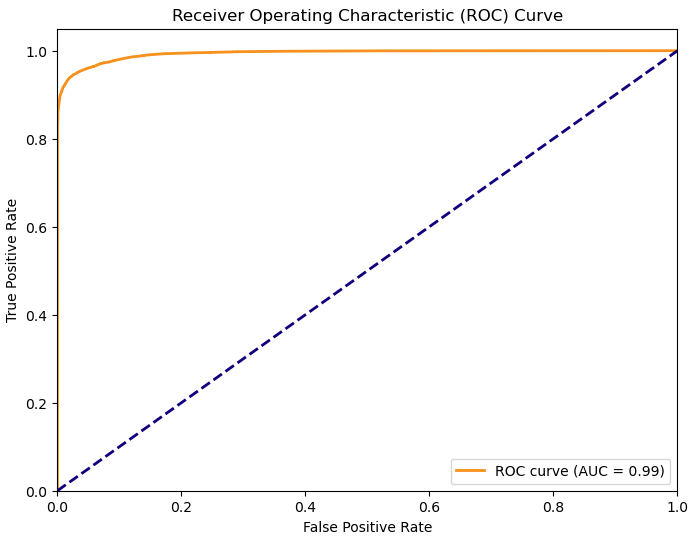 Receiver Operating Characteristic (ROC) Curve
True Positive Rate
1.0
0.8
0.6
0.4
0.2
0.0
0.0 0.2 0.4 0.6 0.8 1.0
False Positive Rate
ROC curve (AUC = 0.99)